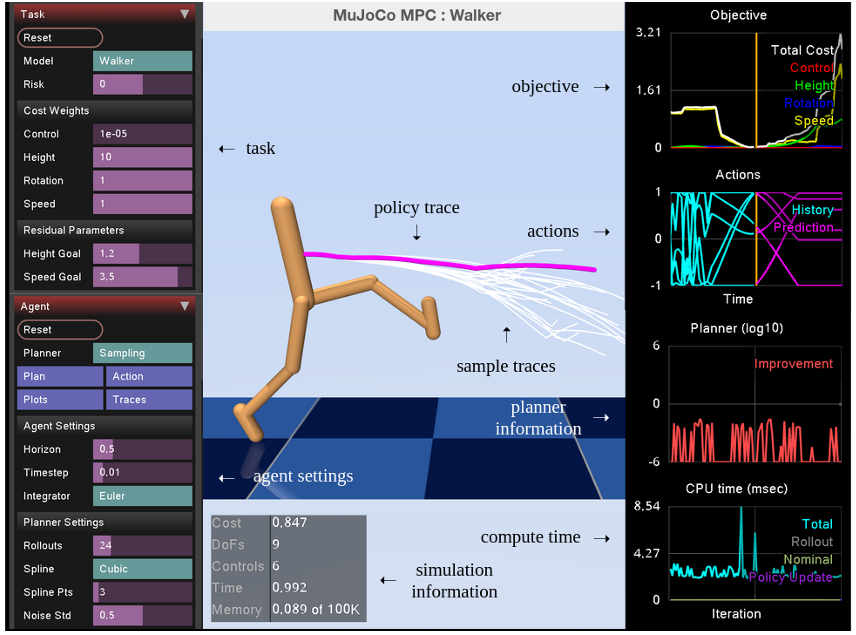 MuJoCo MPC : Walker
Task
Reset
Model Walker
Risk 0
Cost Weights
Control 1e-05
Height 10
Rotation 1
Speed 1
Residual Parameters
Height Goal 1.2
Speed Goal 3.5
Agent
Reset
Planner Sampling
Plan Action
Plots Traces
Agent Settings
Horizon 0.5
Timestep 0.01
Integrator Euler
Planner Settings
Rollouts 24
Spline Cubic
Spline Pts 3
Noise Std 0.5
objective →
← task
policy trace
↓
actions →
↑
sample traces
planner
information →
← agent settings
compute time →
← simulation
information
Cost 0.847
DoFs 9
Controls 6
Time 0.992
Memory 0.089 of 100K
Objective
3.21
1.61
0
Total Cost
Control
Height
Rotation
Speed
Actions
1
0
-1
History
Prediction
Time
Planner (log10)
6
0
-6
Improvement
CPU time (msec)
8.54
4.27
0
Total
Rollout
Nominal
Policy Update
Iteration